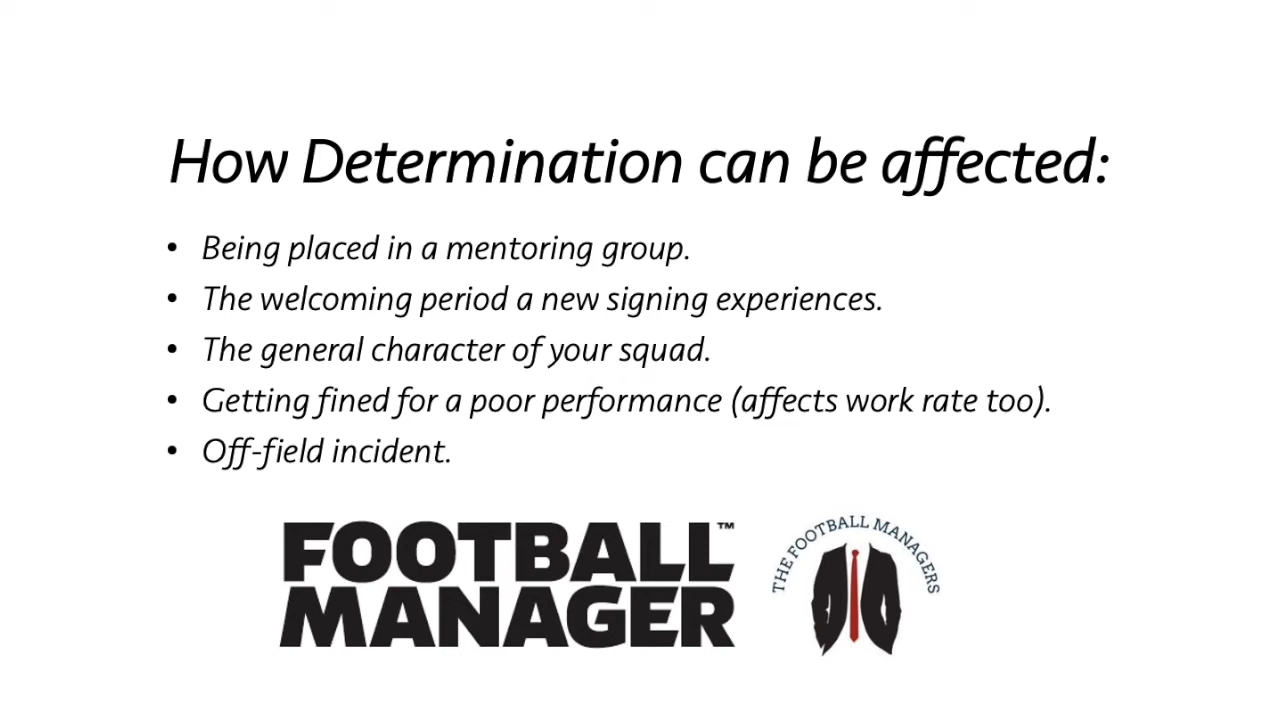 How Determination can be affected:
• Being placed in a mentoring group.
• The welcoming period a new signing experiences.
• The general character of your squad.
• Getting fined for a poor performance (affects work rate too).
• Off-field incident.
FOOTBALL™
MANAGER
THE FOOTBALL MANAGERS